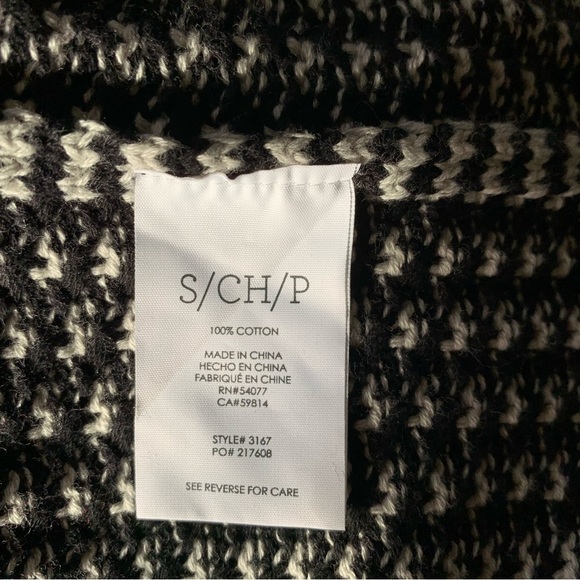 S/CH/P
100% COTTON
MADE IN CHINA
HECHO EN CHINA
FABRIQUÉ EN CHINE
RN#54077
CA#59814
STYLE# 3167
PO# 217608
SEE REVERSE FOR CARE